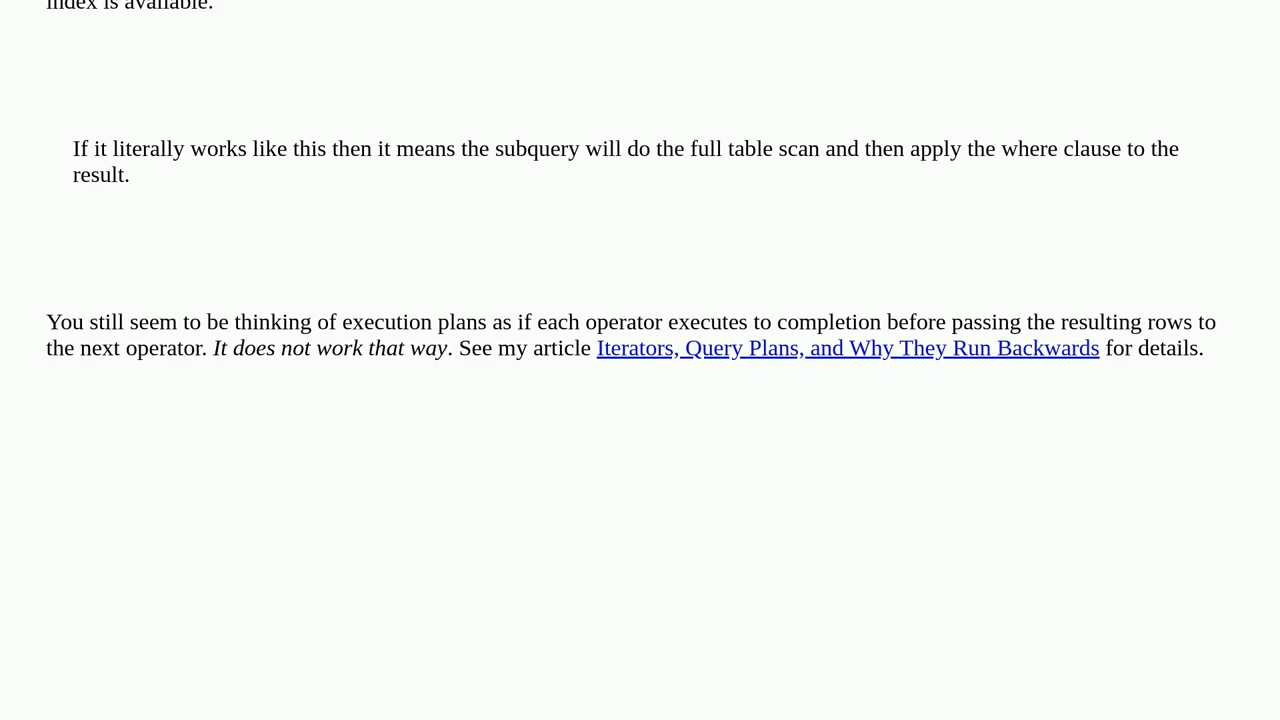 index is available.
If it literally works like this then it means the subquery will do the full table scan and then apply the where clause to the
result.
You still seem to be thinking of execution plans as if each operator executes to completion before passing the resulting rows to
the next operator. It does not work that way. See my article Iterators, Query Plans, and Why They Run Backwards for details.